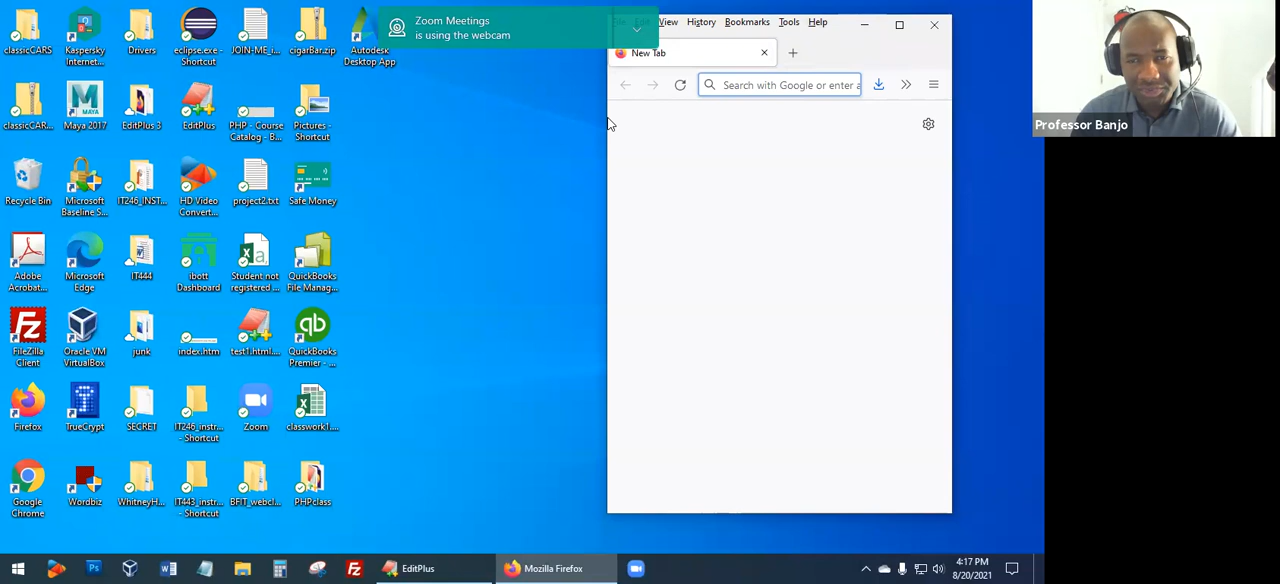 classicCARS
Kaspersky
Internet...
Drivers
eclipse.exe -
Shortcut
JOIN-ME_i...
cigarBar.zip
Autodesk
Desktop App
classicCAR...
Maya 2017
EditPlus 3
EditPlus
PHP - Course
Catalog - B...
Pictures -
Shortcut
Recycle Bin
Microsoft
Baseline S...
IT246_INST...
HD Video
Convert...
project2.txt
Safe Money
Adobe
Acrobat...
Microsoft
Edge
IT444
ibott
Dashboard
Student not
registered ...
QuickBooks
File Manag...
FileZilla
Client
Oracle VM
VirtualBox
junk
index.htm
test1.html....
QuickBooks
Premier - ...
Firefox
TrueCrypt
SECRET
IT246_instr...
- Shortcut
Zoom
classwork1....
Google
Chrome
Wordbiz
WhitneyH...
IT443_instr...
- Shortcut
BFIT_webcl...
PHPclass
Zoom Meetings
is using the webcam
File Edit View History Bookmarks Tools Help
New Tab
Search with Google or enter a
Professor Banjo
EditPlus
Mozilla Firefox
4:17 PM
8/20/2021